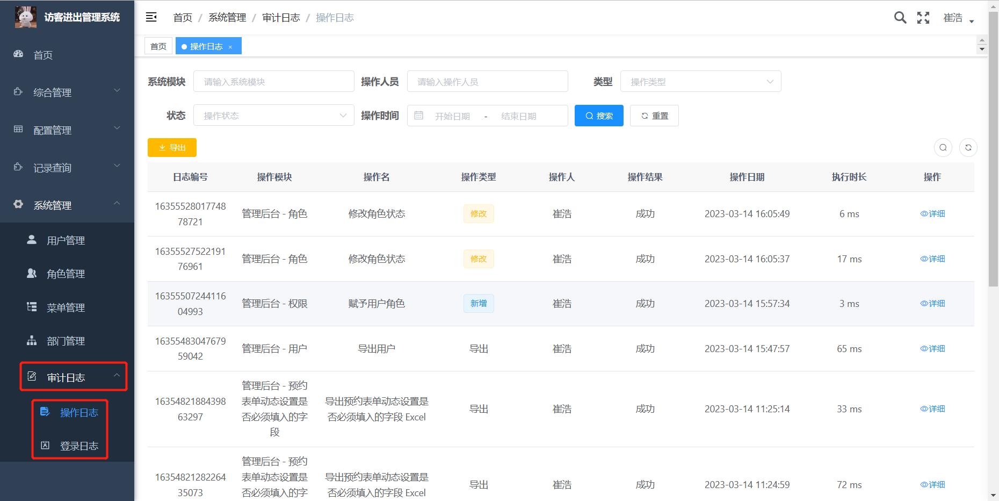 访客进出管理系统
首页 / 系统管理 / 审计日志 / 操作日志
崔浩
首页
操作日志 ×
首页
综合管理
配置管理
记录查询
系统管理
用户管理
角色管理
菜单管理
部门管理
审计日志
操作日志
登录日志
系统模块 请输入系统模块 操作人员 请输入操作人员 类型 操作类型
状态 操作状态 操作时间 开始日期 - 结束日期 搜索 重置
导出
日志编号 操作模块 操作名 操作类型 操作人 操作结果 操作日期 执行时长 操作
16355528017748
78721
管理后台 - 角色 修改角色状态 修改 崔浩 成功 2023-03-14 16:05:49 6 ms 详细
16355527522191
76961
管理后台 - 角色 修改角色状态 修改 崔浩 成功 2023-03-14 16:05:37 17 ms 详细
16355507244116
04993
管理后台 - 权限 赋予用户角色 新增 崔浩 成功 2023-03-14 15:57:34 3 ms 详细
16355483047679
59042
管理后台 - 用户 导出用户 导出 崔浩 成功 2023-03-14 15:47:57 65 ms 详细
16354821884398
63297
管理后台 - 预约
表单动态设置是
否必须填入的字
段
导出预约表单动态设置是
否必须填入的字段 Excel
导出 崔浩 成功 2023-03-14 11:25:14 33 ms 详细
16354821282264
35073
管理后台 - 预约
表单动态设置是
否必须填入的字
导出预约表单动态设置是
否必须填入的字段 Excel
导出 崔浩 成功 2023-03-14 11:24:59 72 ms 详细